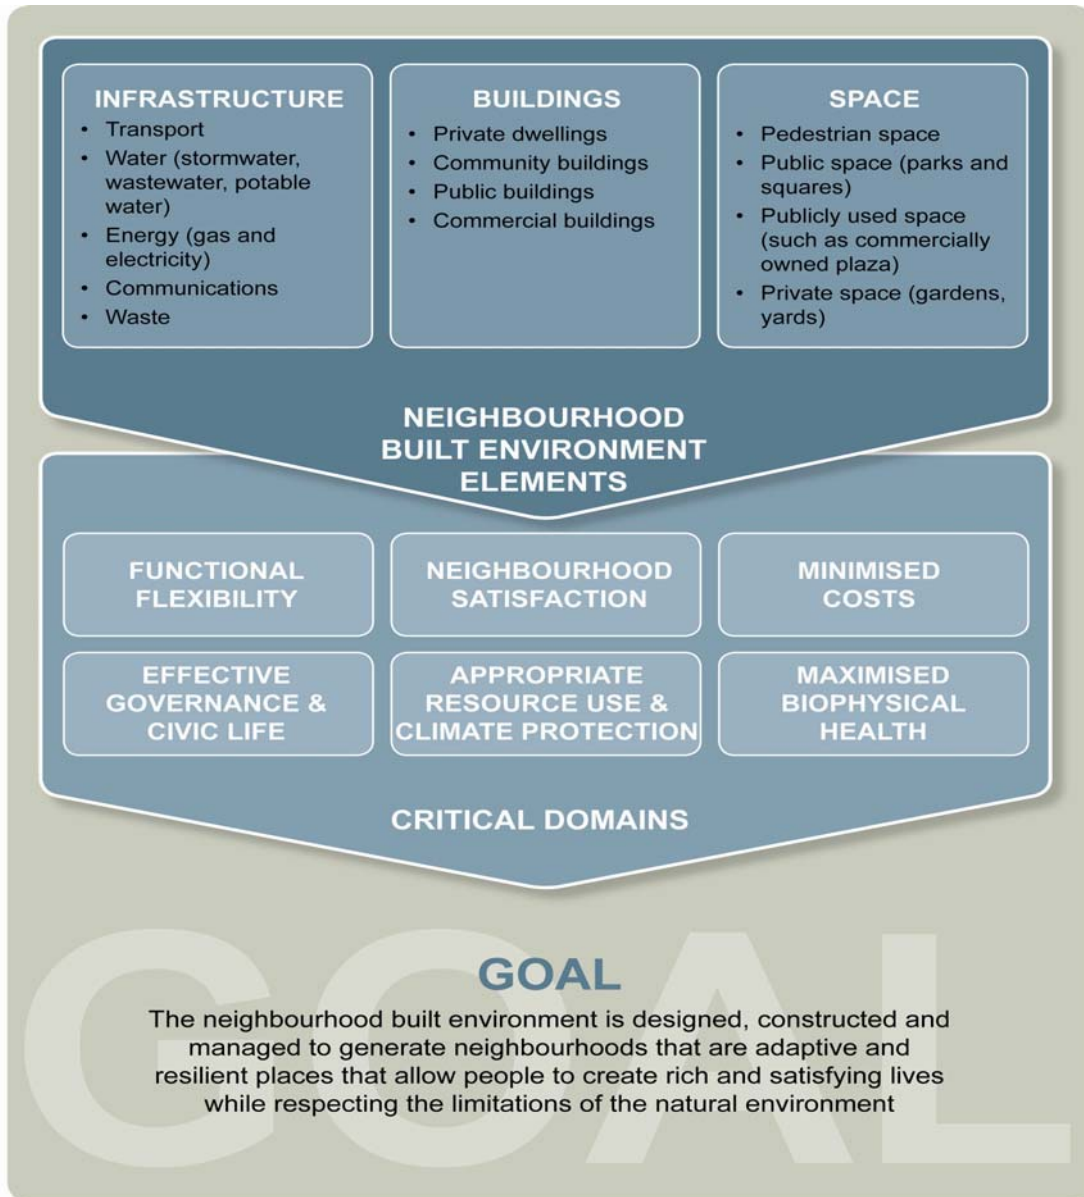 INFRASTRUCTURE
• Transport
• Water (stormwater,
wastewater, potable
water)
• Energy (gas and
electricity)
• Communications
• Waste
BUILDINGS
• Private dwellings
• Community buildings
• Public buildings
• Commercial buildings
SPACE
• Pedestrian space
• Public space (parks and
squares)
• Publicly used space
(such as commercially
owned plaza)
• Private space (gardens,
yards)
NEIGHBOURHOOD
BUILT ENVIRONMENT
ELEMENTS
FUNCTIONAL
FLEXIBILITY
NEIGHBOURHOOD
SATISFACTION
MINIMISED
COSTS
EFFECTIVE
GOVERNANCE &
CIVIC LIFE
APPROPRIATE
RESOURCE USE &
CLIMATE PROTECTION
MAXIMISED
BIOPHYSICAL
HEALTH
CRITICAL DOMAINS
GOAL
GOAL
The neighbourhood built environment is designed, constructed and
managed to generate neighbourhoods that are adaptive and
resilient places that allow people to create rich and satisfying lives
while respecting the limitations of the natural environment